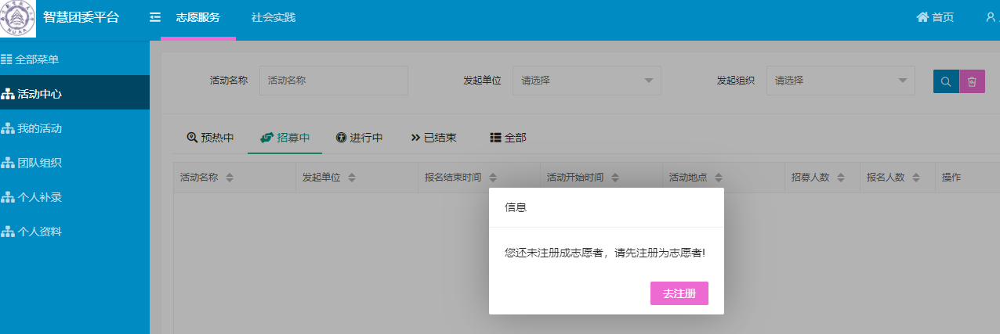 智慧团委平台 志愿服务 社会实践 首页
全部菜单
活动中心
我的活动
团队组织
个人补录
个人资料
活动名称 活动名称 发起单位 请选择 发起组织 请选择
预热中 招募中 进行中 已结束 全部
活动名称 发起单位 报名结束时间 活动开始时间 活动地点 招募人数 报名人数 操作
信息
您还未注册成志愿者，请先注册为志愿者!
去注册